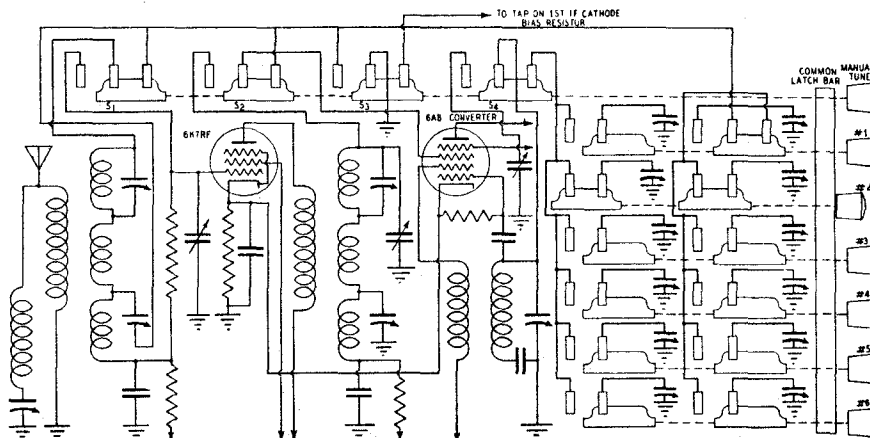 TO TAP ON 1ST IF CATHODE
BIAS RESISTOR
COMMON
LATCH BAR
MANUAL
TUNE
S1
S2
S3
S4
6K7RF
6A8 CONVERTER
#1
#2
#3
#4
#5
#6